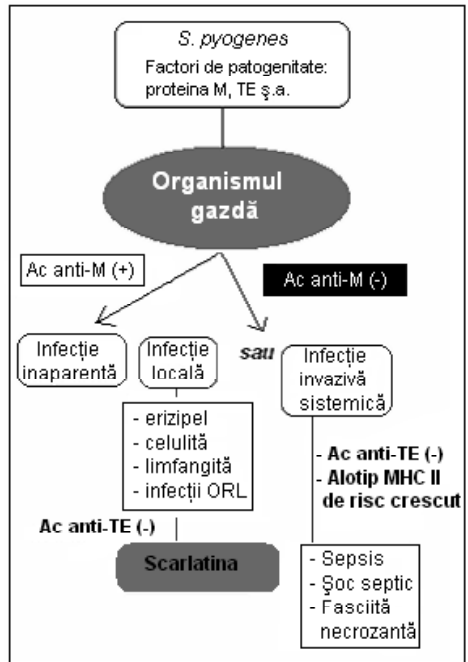 S. pyogenes
Factori de patogenitate:
proteina M, TE ş.a.
Organismul
gazdă
Ac anti-M (+)
Ac anti-M (-)
Infecţie
inaparentă
Infecţie
locală
sau
Infecţie
invazivă
sistemică
- erizipel
- celulită
- limfangită
- infecţii ORL
- Ac anti-TE (-)
- Alotip MHC II
de risc crescut
Ac anti-TE (-)
Scarlatina
- Sepsis
- Şoc septic
- Fasciită
necrozantă